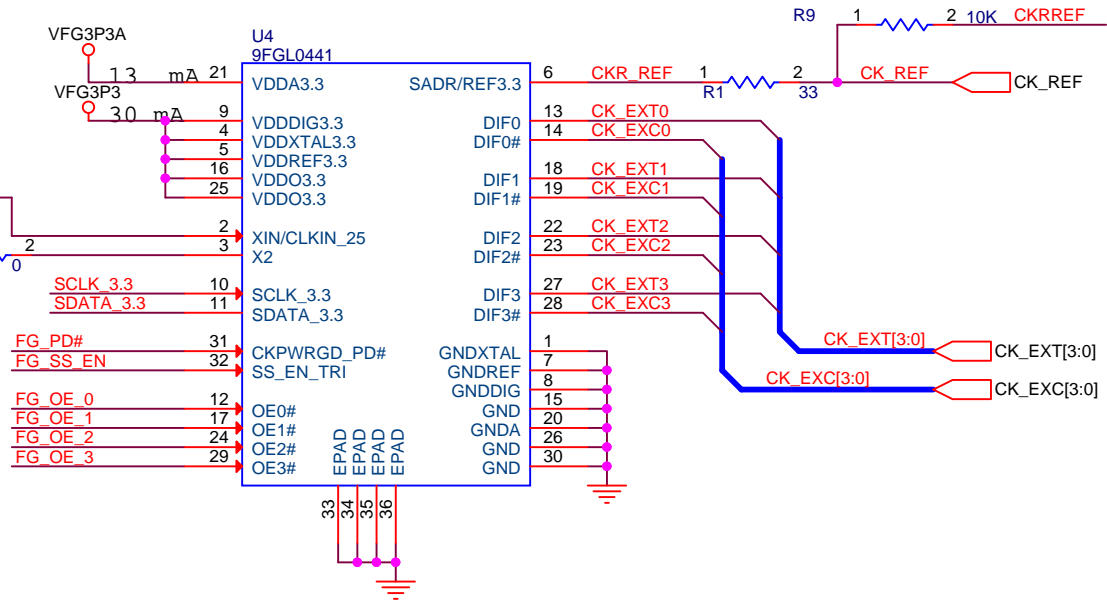 R9 1 2 10K CKRREF
VFG3P3A
U4
9FGL0441
13 mA 21 VDDA3.3 SADR/REF3.3 6 CKR_REF 1 2 CK_REF CK_REF
R1 33
VFG3P3
30 mA 9 VDDDIG3.3 DIF0 13 CK_EXT0
4 VDDXTAL3.3 DIF0# 14 CK_EXC0
5 VDDREF3.3
16 VDDO3.3 DIF1 18 CK_EXT1
25 VDDO3.3 DIF1# 19 CK_EXC1
2 XIN/CLKIN_25 DIF2 22 CK_EXT2
2 3 X2 DIF2# 23 CK_EXC2
0
SCLK_3.3 10 SCLK_3.3 DIF3 27 CK_EXT3
SDATA_3.3 11 SDATA_3.3 DIF3# 28 CK_EXC3
FG_PD# 31 CKPWRGD_PD# GNDXTAL 1 CK_EXT[3:0] CK_EXT[3:0]
FG_SS_EN 32 SS_EN_TRI GNDREF 7
GNDDIG 8 CK_EXC[3:0] CK_EXC[3:0]
FG_OE_0 12 OE0# GND 15
FG_OE_1 17 OE1# GNDA 20
FG_OE_2 24 OE2# GND 26
FG_OE_3 29 OE3# GND 30
EPAD EPAD EPAD EPAD
33 34 35 36